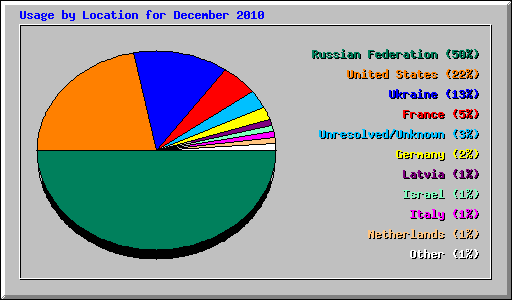 Usage by Location for December 2010
Russian Federation (50%)
United States (22%)
Ukraine (13%)
France (5%)
Unresolved/Unknown (3%)
Germany (2%)
Latvia (1%)
Israel (1%)
Italy (1%)
Netherlands (1%)
Other (1%)